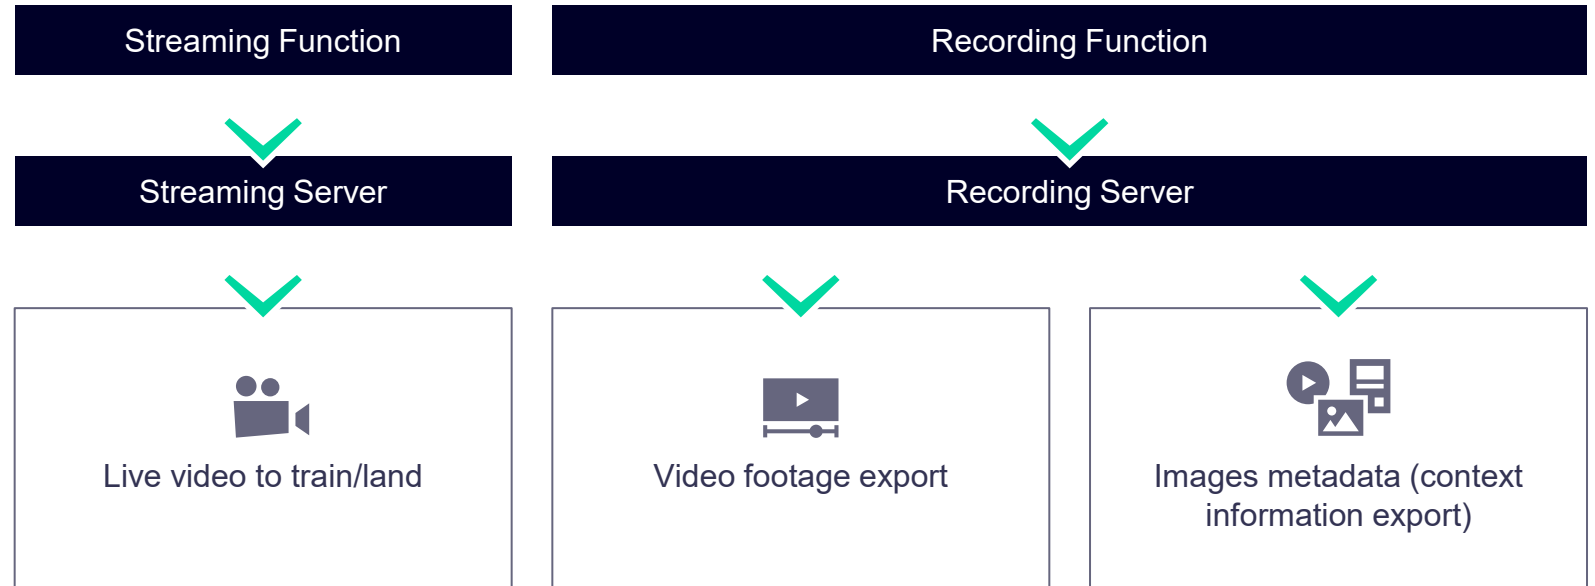 Streaming Function
Recording Function
Streaming Server
Recording Server
Live video to train/land
Video footage export
Images metadata (context
information export)